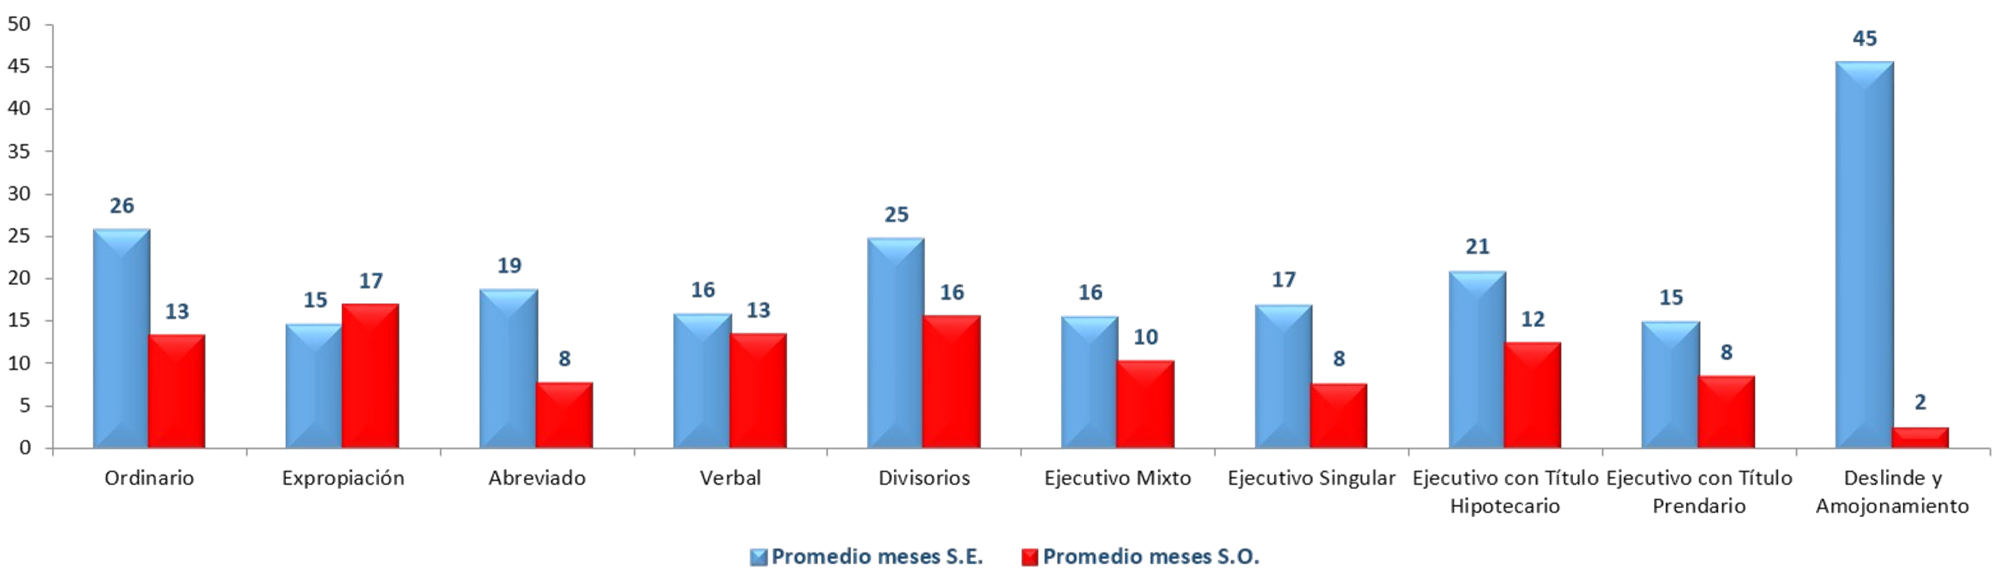 50
45
40
35
30
25
20
15
10
5
0
26
13
15
17
19
8
16
13
25
16
16
10
17
8
21
12
15
8
45
2
Ordinario
Expropiación
Abreviado
Verbal
Divisorios
Ejecutivo Mixto
Ejecutivo Singular
Ejecutivo con Título
Hipotecario
Ejecutivo con Título
Prendario
Deslinde y
Amojonamiento
Promedio meses S.E.
Promedio meses S.O.